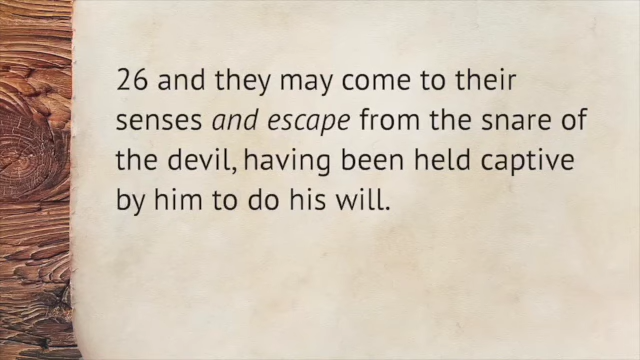 26 and they may come to their
senses and escape from the snare of
the devil, having been held captive
by him to do his will.